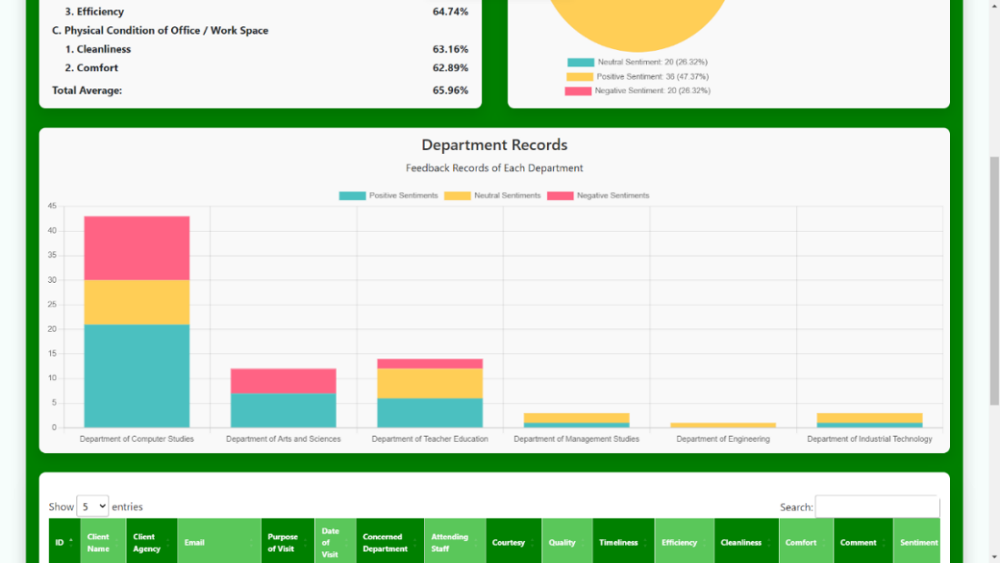 3. Efficiency 64.74%
C. Physical Condition of Office / Work Space
1. Cleanliness 63.16%
2. Comfort 62.89%
Total Average: 65.96%
Neutral Sentiment: 20 (26.32%)
Positive Sentiment: 36 (47.37%)
Negative Sentiment: 20 (26.32%)
Department Records
Feedback Records of Each Department
Positive Sentiments Neutral Sentiments Negative Sentiments
45
40
35
30
25
20
15
10
5
0
Department of Computer Studies Department of Arts and Sciences Department of Teacher Education Department of Management Studies Department of Engineering Department of Industrial Technology
Show 5 entries Search:
ID Client Name Client Agency Email Purpose of Visit Date of Visit Concerned Department Attending Staff Courtesy Quality Timeliness Efficiency Cleanliness Comfort Comment Sentiment